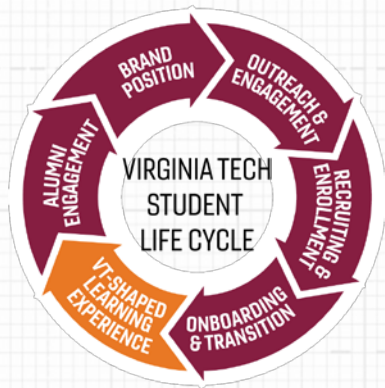 BRAND
POSITION
OUTREACH &
ENGAGEMENT
RECRUITING &
ENROLLMENT
ONBOARDING
& TRANSITION
VT-SHAPED
LEARNING
EXPERIENCE
ALUMNI
ENGAGEMENT
VIRGINIA TECH
STUDENT
LIFE CYCLE